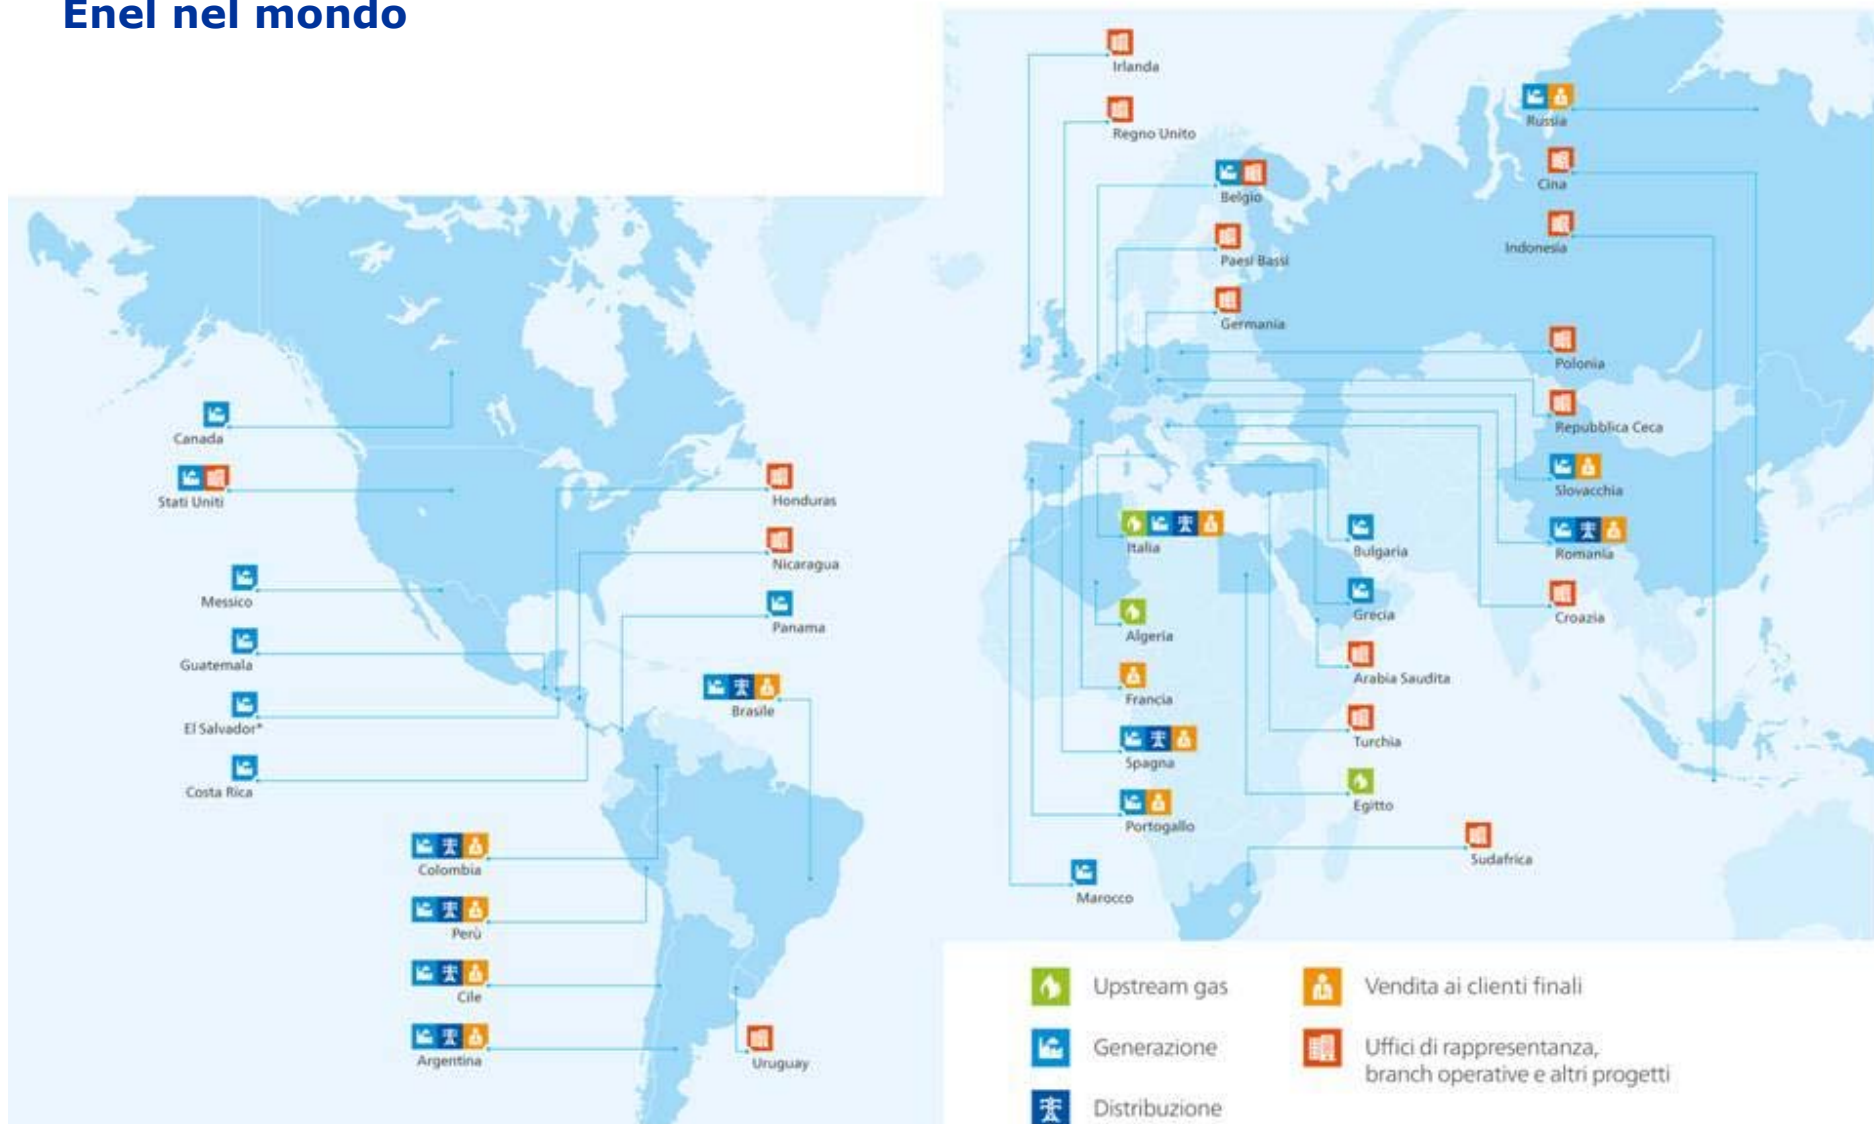 Enel nel mondo
Irlanda
Regno Unito
Belgio
Paesi Bassi
Germania
Russia
Cina
Indonesia
Polonia
Repubblica Ceca
Slovacchia
Romania
Croazia
Canada
Stati Uniti
Messico
Guatemala
El Salvador*
Costa Rica
Honduras
Nicaragua
Panama
Brasile
Colombia
Perù
Cile
Argentina
Uruguay
Italia
Algeria
Francia
Spagna
Portogallo
Marocco
Bulgaria
Grecia
Arabia Saudita
Turchia
Egitto
Sudafrica
Upstream gas
Generazione
Distribuzione
Vendita ai clienti finali
Uffici di rappresentanza,
branch operative e altri progetti